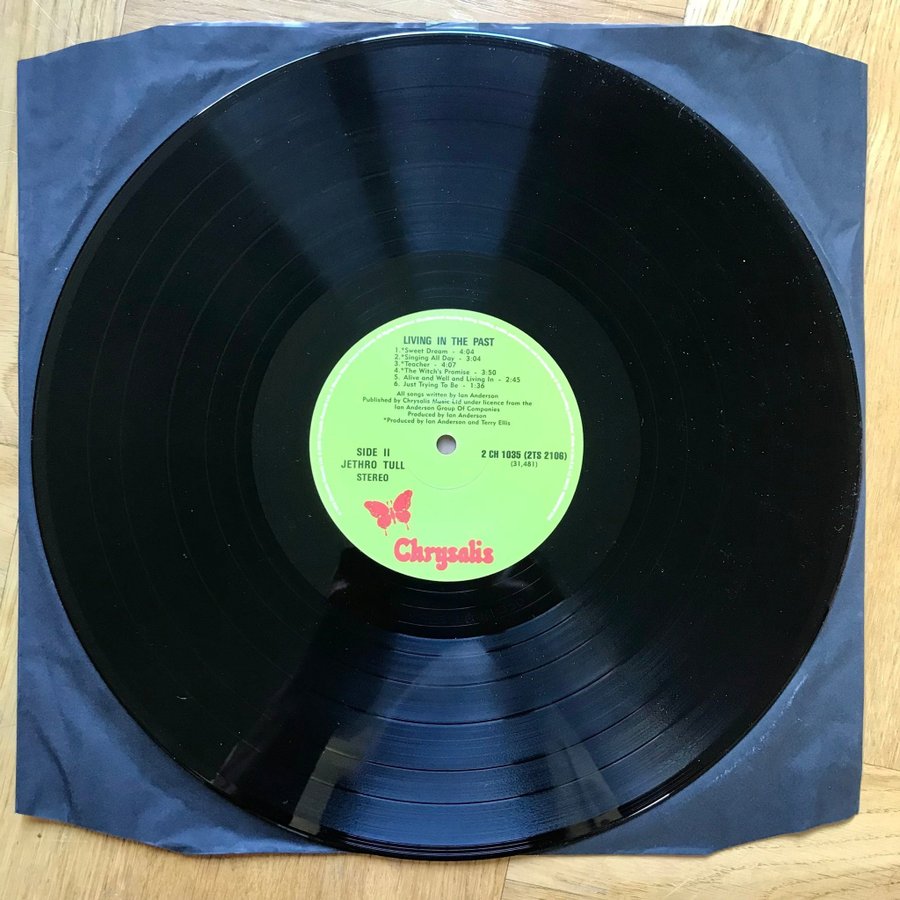 LIVING IN THE PAST
1.*Sweet Dream - 4:04
2.*Singing All Day - 3:04
3.*Teacher - 4:07
4.*The Witch's Promise - 3:50
5. Alive and Well and Living In - 2:45
6. Just Trying To Be - 1:36
All songs written by Ian Anderson
Published by Chrysalis Music Ltd under licence from the
Ian Anderson Group Of Companies
Produced by Ian Anderson
*Produced by Ian Anderson and Terry Ellis
SIDE II
JETHRO TULL
STEREO
2 CH 1035 (2TS 2106)
(31,481)
Chrysalis